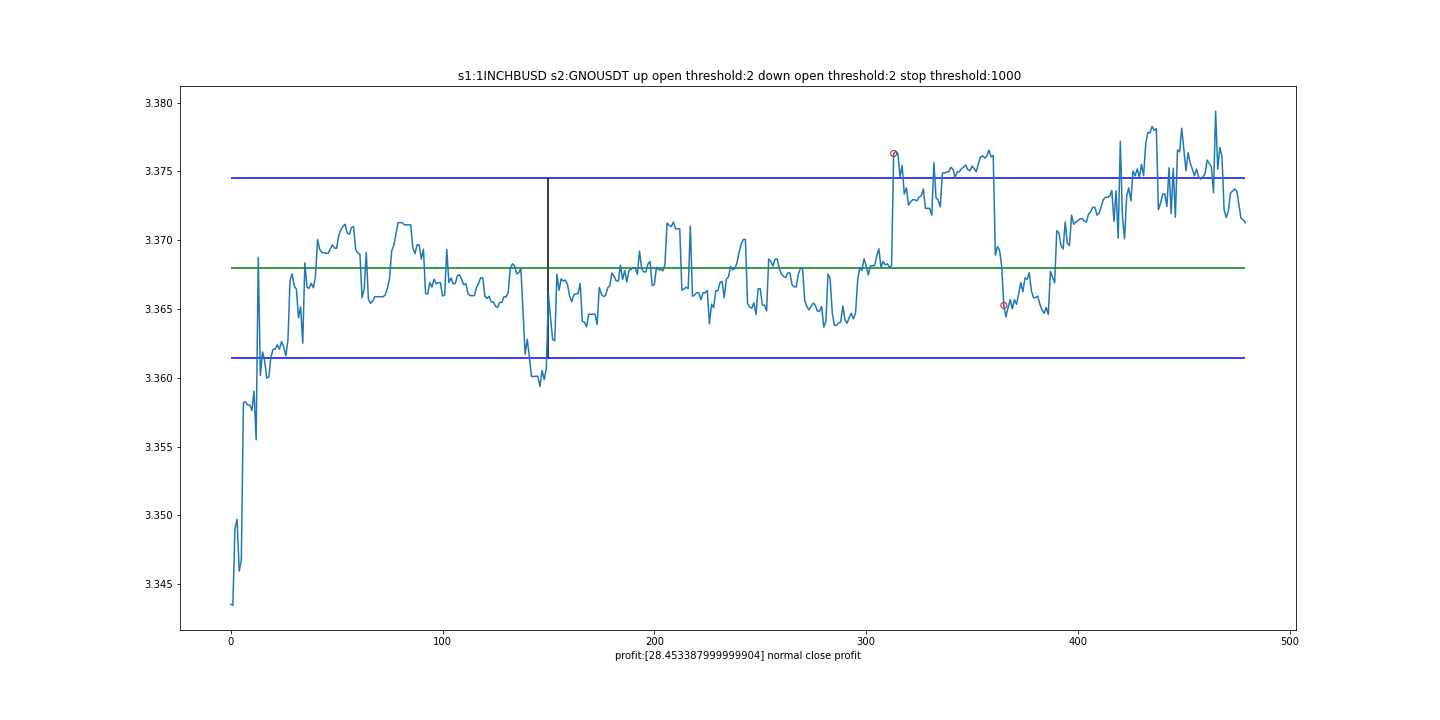 s1:1INCHBUSD s2:GNOUSDT up open threshold:2 down open threshold:2 stop threshold:1000
3.380
3.375
3.370
3.365
3.360
3.355
3.350
3.345
0 100 200 300 400 500
profit:[28.453387999999904] normal close profit